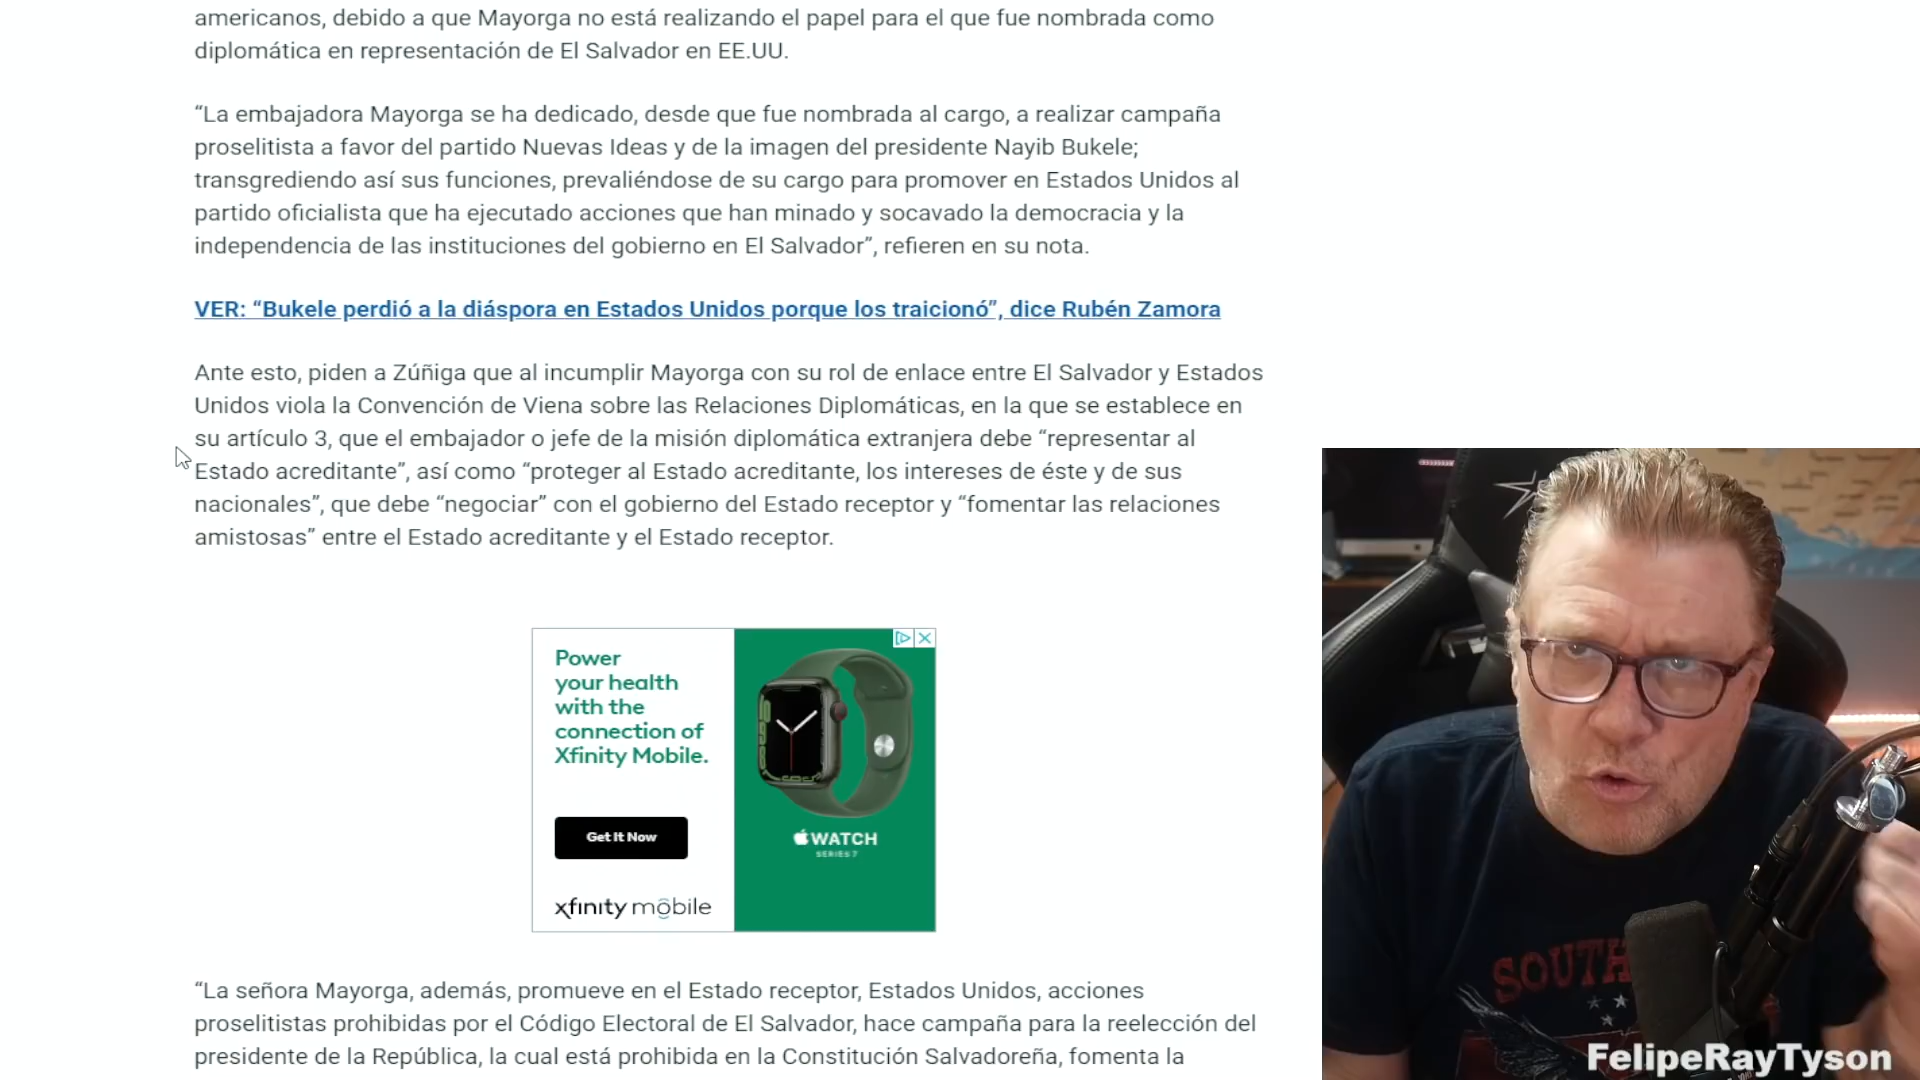 americanos, debido a que Mayorga no está realizando el papel para el que fue nombrada como
diplomática en representación de El Salvador en EE.UU.
“La embajadora Mayorga se ha dedicado, desde que fue nombrada al cargo, a realizar campaña
proselitista a favor del partido Nuevas Ideas y de la imagen del presidente Nayib Bukele;
transgrediendo así sus funciones, prevaliéndose de su cargo para promover en Estados Unidos al
partido oficialista que ha ejecutado acciones que han minado y socavado la democracia y la
independencia de las instituciones del gobierno en El Salvador”, refieren en su nota.
VER: “Bukele perdió a la diáspora en Estados Unidos porque los traicionó”, dice Rubén Zamora
Ante esto, piden a Zúñiga que al incumplir Mayorga con su rol de enlace entre El Salvador y Estados
Unidos viola la Convención de Viena sobre las Relaciones Diplomáticas, en la que se establece en
su artículo 3, que el embajador o jefe de la misión diplomática extranjera debe “representar al
Estado acreditante”, así como “proteger al Estado acreditante, los intereses de éste y de sus
nacionales”, que debe “negociar” con el gobierno del Estado receptor y “fomentar las relaciones
amistosas” entre el Estado acreditante y el Estado receptor.
Power
your health
with the
connection of
Xfinity Mobile.
Get It Now
xfinity mobile
WATCH
SERIES 7
“La señora Mayorga, además, promueve en el Estado receptor, Estados Unidos, acciones
proselitistas prohibidas por el Código Electoral de El Salvador, hace campaña para la reelección del
presidente de la República, la cual está prohibida en la Constitución Salvadoreña, fomenta la
SOUTH
FelipeRayTyson